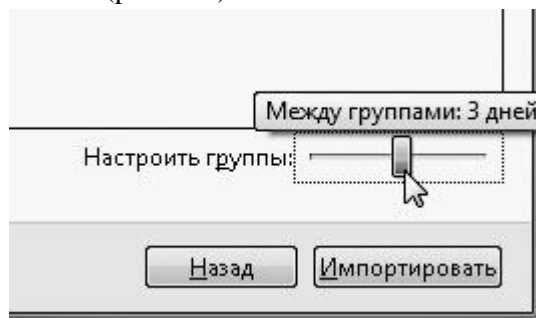 Между группами: 3 дней
Настроить группы:
Назад
Импортировать